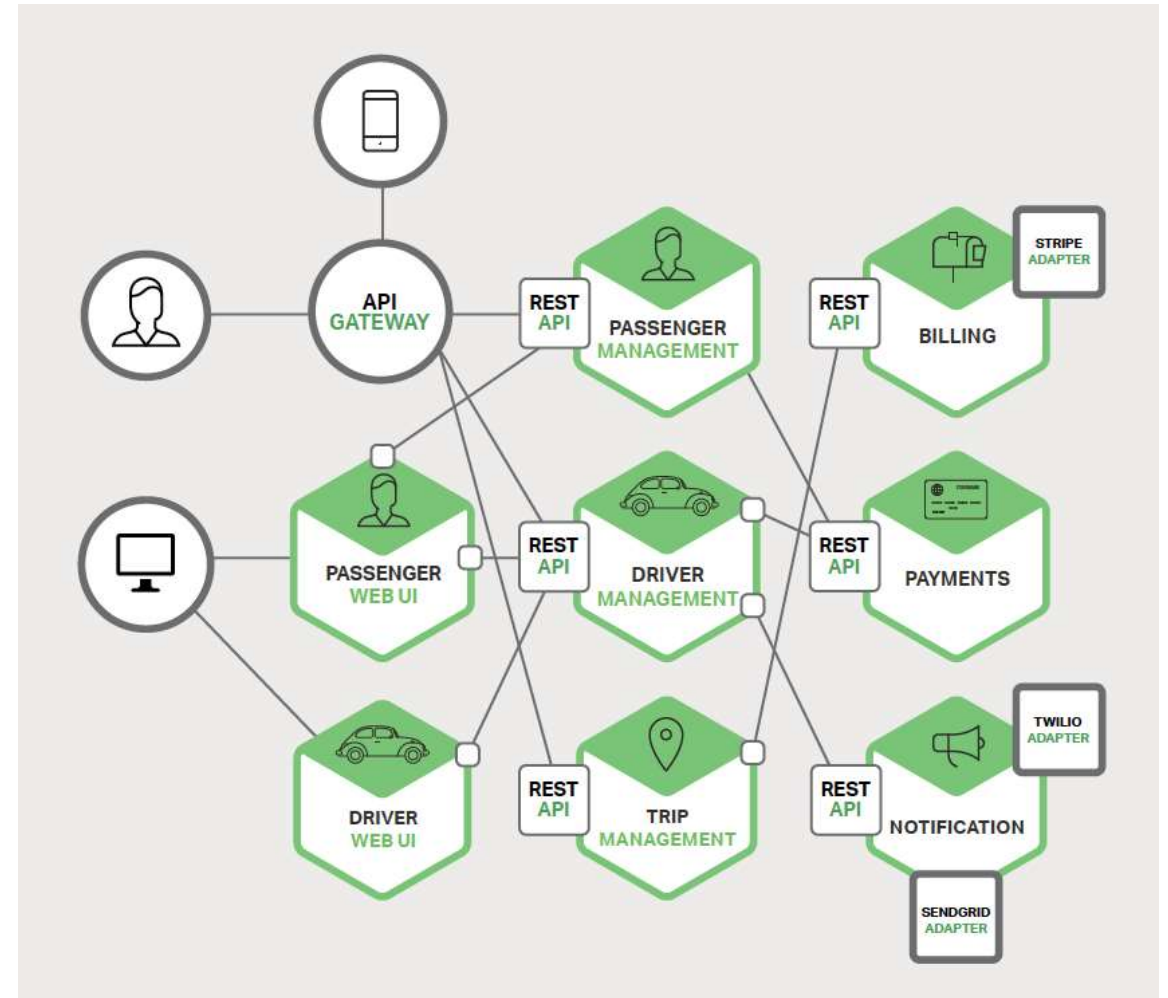 STRIPE
ADAPTER
API
GATEWAY
REST
API
PASSENGER
MANAGEMENT
REST
API
BILLING
PASSENGER
WEB UI
REST
API
DRIVER
MANAGEMENT
REST
API
PAYMENTS
TWILIO
ADAPTER
DRIVER
WEB UI
REST
API
TRIP
MANAGEMENT
REST
API
NOTIFICATION
SENDGRID
ADAPTER